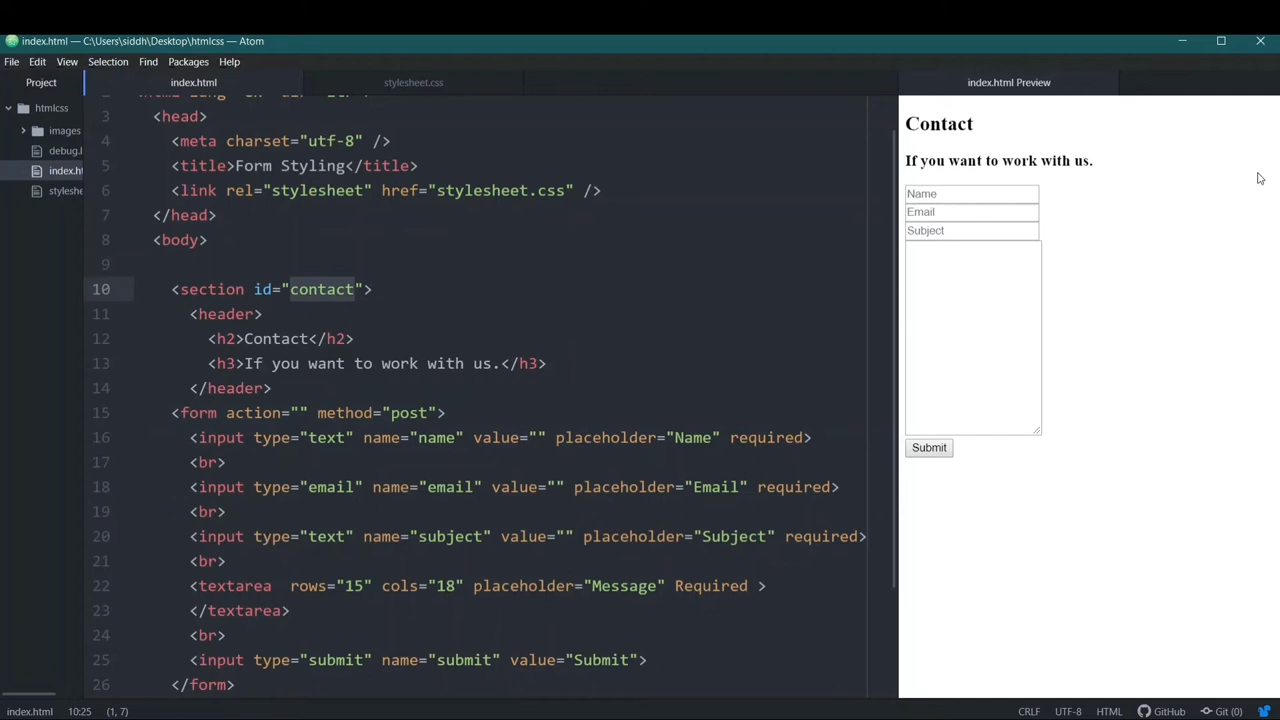 index.html — C:\Users\siddh\Desktop\htmlcss — Atom
File Edit View Selection Find Packages Help
Project
index.html
stylesheet.css
index.html Preview
htmlcss
images
debug.l
index.ht
styleshe
3 <head>
4 <meta charset="utf-8" />
5 <title>Form Styling</title>
6 <link rel="stylesheet" href="stylesheet.css" />
7 </head>
8 <body>
9
10 <section id="contact">
11 <header>
12 <h2>Contact</h2>
13 <h3>If you want to work with us.</h3>
14 </header>
15 <form action="" method="post">
16 <input type="text" name="name" value="" placeholder="Name" required>
17 <br>
18 <input type="email" name="email" value="" placeholder="Email" required>
19 <br>
20 <input type="text" name="subject" value="" placeholder="Subject" required>
21 <br>
22 <textarea  rows="15" cols="18" placeholder="Message" Required >
23 </textarea>
24 <br>
25 <input type="submit" name="submit" value="Submit">
26 </form>
Contact
If you want to work with us.
Name
Email
Subject
Submit
index.html 10:25 (1, 7) CRLF UTF-8 HTML GitHub Git (0)